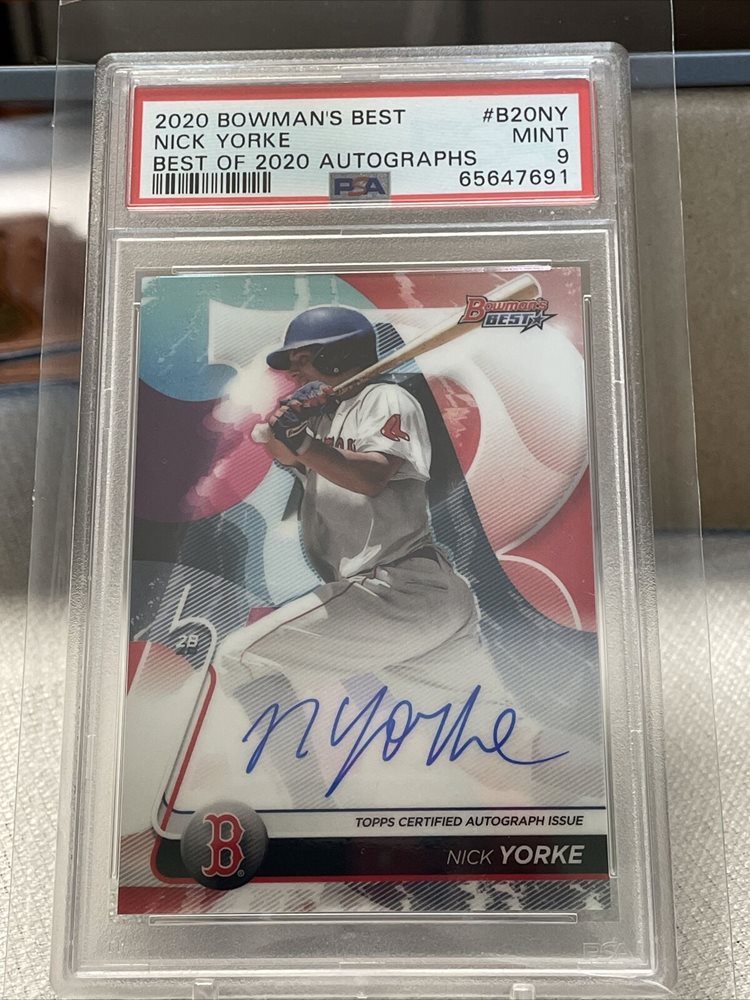 2020 BOWMAN'S BEST #B20NY
NICK YORKE MINT
BEST OF 2020 AUTOGRAPHS 9
PSA 65647691
Bowman's
BEST
2B
N Yorke
TOPPS CERTIFIED AUTOGRAPH ISSUE
B
NICK YORKE
PSA